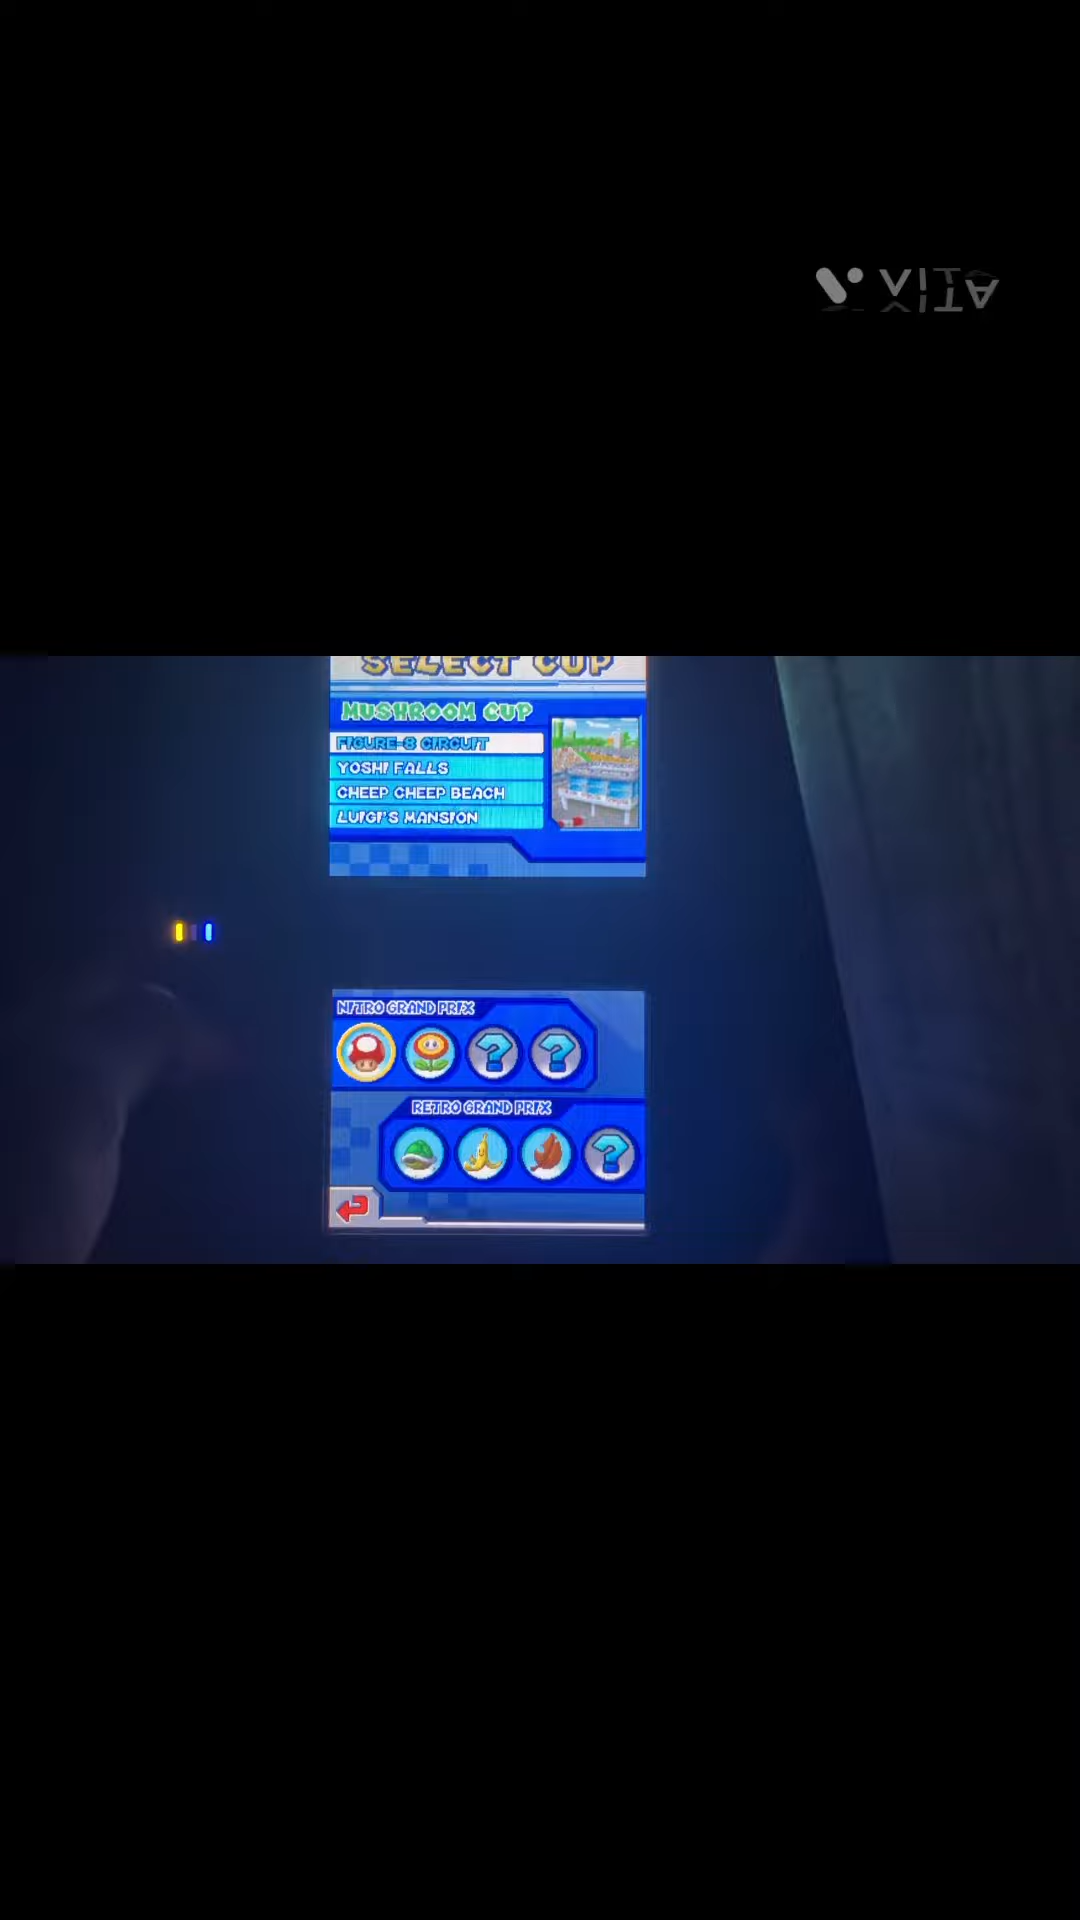 VITA
SELECT CUP
MUSHROOM CUP
FIGURE-8 CIRCUIT
YOSHI FALLS
CHEEP CHEEP BEACH
LUIGI'S MANSION
NITRO GRAND PRIX
RETRO GRAND PRIX